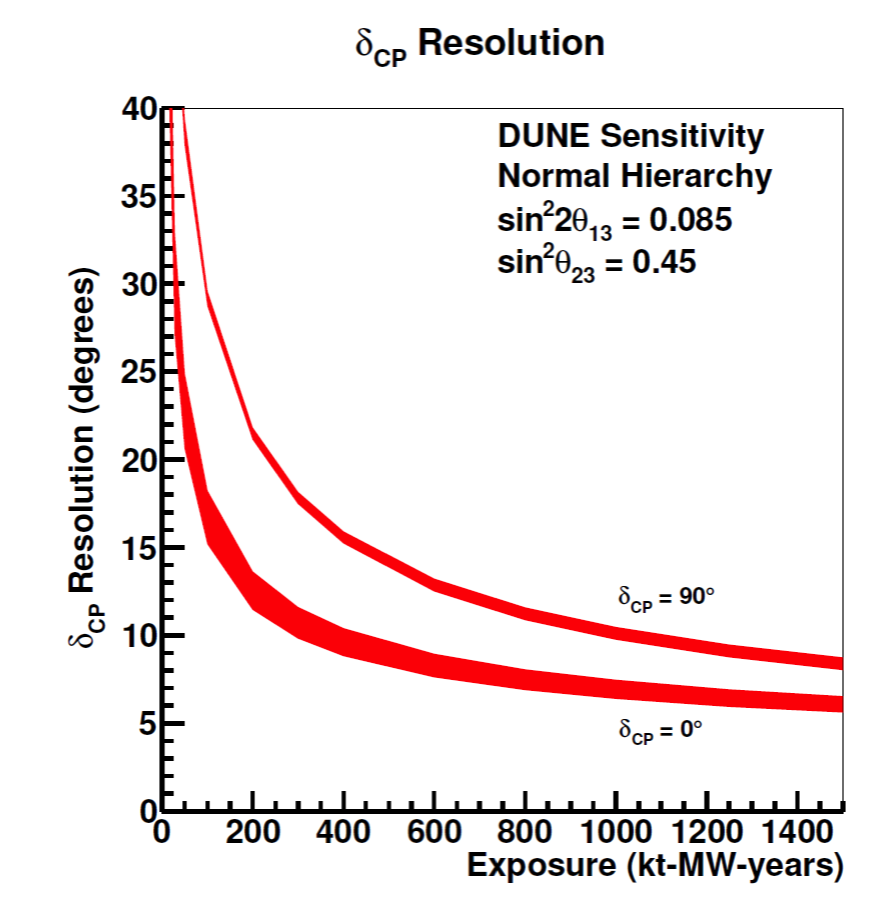 δCP Resolution
DUNE Sensitivity
Normal Hierarchy
sin²2θ13 = 0.085
sin²θ23 = 0.45
δCP Resolution (degrees)
40
35
30
25
20
15
10
5
0
δCP = 90°
δCP = 0°
0 200 400 600 800 1000 1200 1400
Exposure (kt-MW-years)